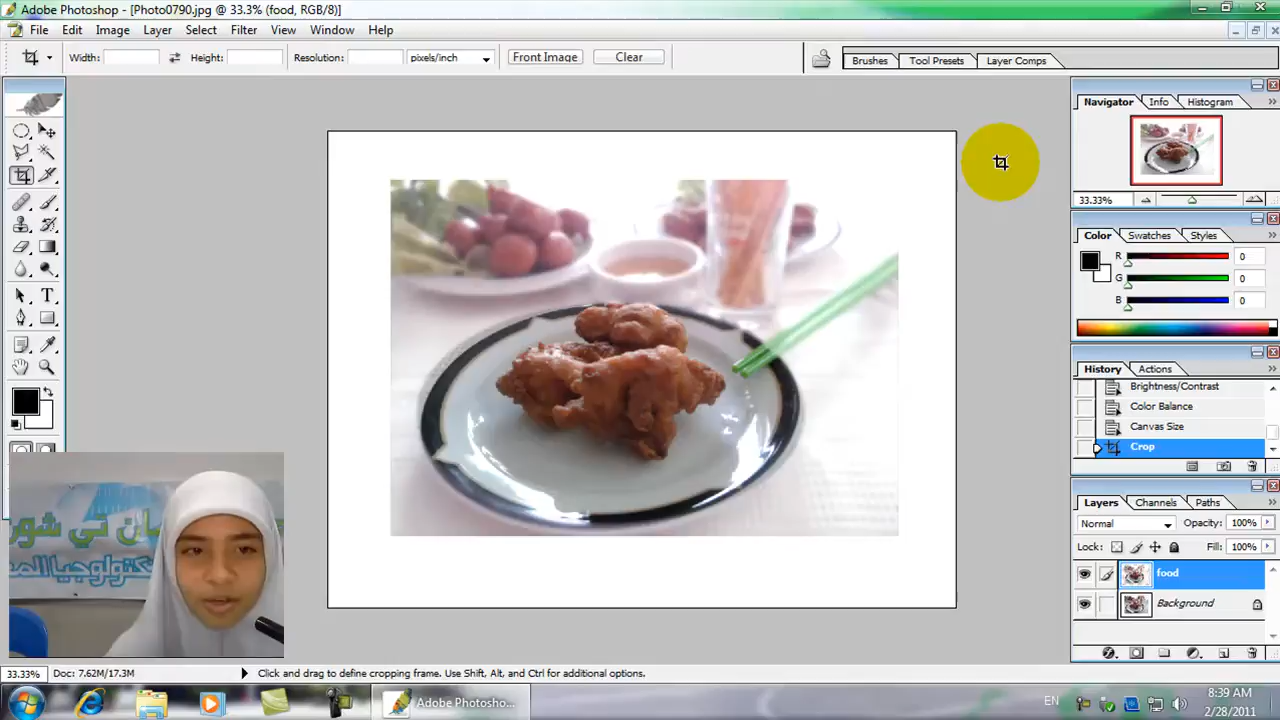 Adobe Photoshop - [Photo0790.jpg @ 33.3% (food, RGB/8)]
File Edit Image Layer Select Filter View Window Help
Width: Height: Resolution: pixels/inch Front Image Clear Brushes Tool Presets Layer Comps
Navigator Info Histogram
33.33%
Color Swatches Styles
R 0
G 0
B 0
History Actions
Brightness/Contrast
Color Balance
Canvas Size
Crop
Layers Channels Paths
Normal Opacity: 100%
Lock: Fill: 100%
food
Background
33.33% Doc: 7.62M/17.3M Click and drag to define cropping frame. Use Shift, Alt, and Ctrl for additional options.
Adobe Photosho... EN 8:39 AM
2/28/2011